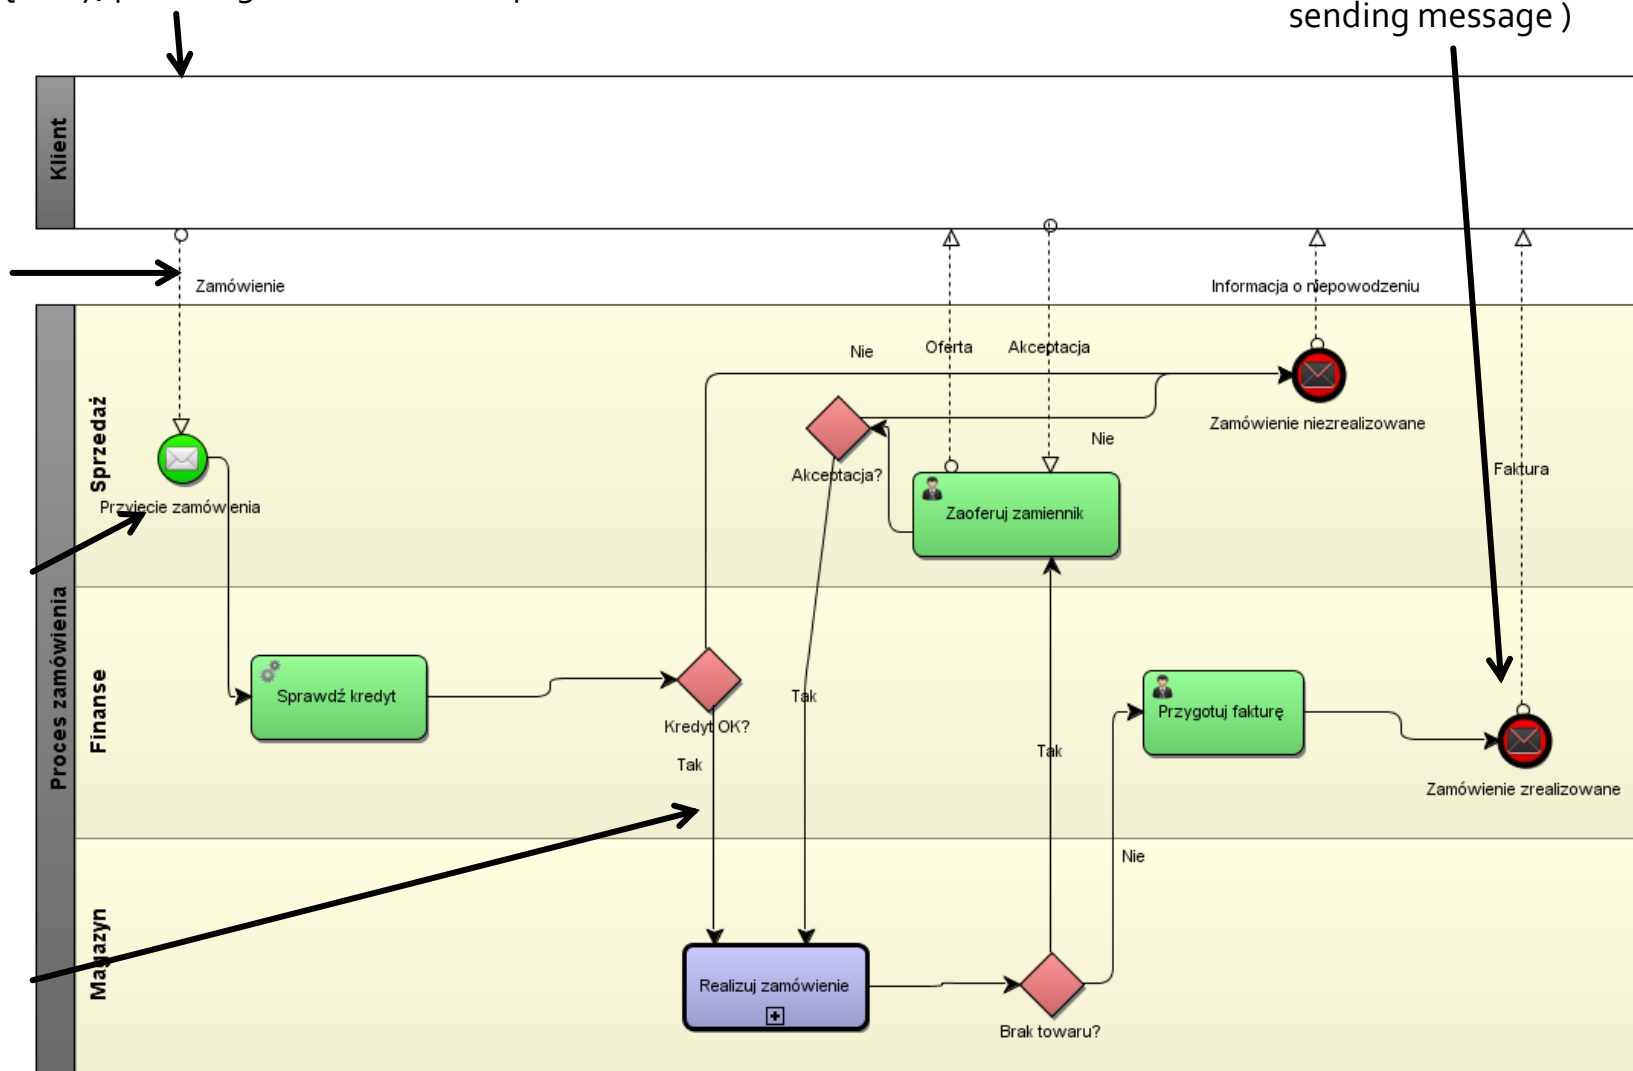 sending message )
Klient
Zamówienie
Informacja o niepowodzeniu
Nie
Oferta
Akceptacja
Sprzedaż
Zamówienie niezrealizowane
Nie
Akceptacja?
Faktura
Przyjęcie zamówienia
Zaoferuj zamiennik
Proces zamówienia
Finanse
Sprawdź kredyt
Tak
Przygotuj fakturę
Kredyt OK?
Tak
Tak
Zamówienie zrealizowane
Nie
Magazyn
Realizuj zamówienie
Brak towaru?